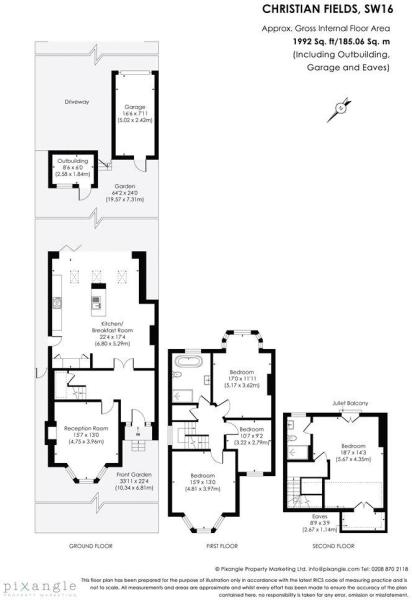 CHRISTIAN FIELDS, SW16
Approx. Gross Internal Floor Area
1992 Sq. ft/185.06 Sq. m
(Including Outbuilding,
Garage and Eaves)
Driveway
Garage
16'6 x 7'11
(5.02 x 2.42m)
Outbuilding
8'6 x 6'0
(2.58 x 1.84m)
Garden
64'2 x 24'0
(19.57 x 7.31m)
Kitchen/
Breakfast Room
22'4 x 17'4
(6.80 x 5.29m)
Reception Room
15'7 x 13'0
(4.75 x 3.96m)
Front Garden
33'11 x 22'4
(10.34 x 6.81m)
GROUND FLOOR
Bedroom
17'0 x 11'11
(5.17 x 3.62m)
Bedroom
10'7 x 9'2
(3.22 x 2.79m)
Bedroom
15'9 x 13'0
(4.81 x 3.97m)
FIRST FLOOR
Juliet Balcony
Bedroom
18'7 x 14'3
(5.67 x 4.35m)
Eaves
8'9 x 3'9
(2.67 x 1.14m)
SECOND FLOOR
pixangle
PROPERTY MARKETING
© Pixangle Property Marketing Ltd. info@pixangle.com Tel: 0208 870 2118
This floor plan has been prepared for the purpose of illustration only in accordance with the latest RICS code of measuring practice and is
not to scale. All measurements and areas are approximate and whilst every effort has been made to ensure the accuracy of the plan
contained here, no responsibility is taken for any error, omission or misstatement.